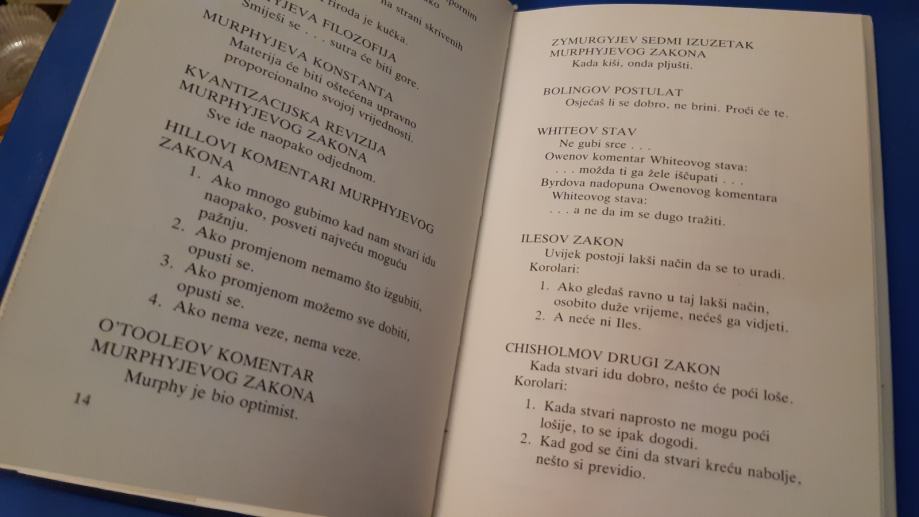 na strani skrivenih
Priroda je kučka.
MURPHYJEVA FILOZOFIJA
Smiješi se . . . sutra će biti gore.
MURPHYJEVA KONSTANTA
Materija će biti oštećena upravno
proporcionalno svojoj vrijednosti.
KVANTIZACIJSKA REVIZIJA
MURPHYJEVOG ZAKONA
Sve ide naopako odjednom.
HILLOVI KOMENTARI MURPHYJEVOG
ZAKONA
1. Ako mnogo gubimo kad nam stvari idu
naopako, posveti najveću moguću
pažnju.
2. Ako promjenom nemamo što izgubiti,
opusti se.
3. Ako promjenom možemo sve dobiti,
opusti se.
4. Ako nema veze, nema veze.
O'TOOLEOV KOMENTAR
MURPHYJEVOG ZAKONA
Murphy je bio optimist.
14
ZYMURGYJEV SEDMI IZUZETAK
MURPHYJEVOG ZAKONA
Kada kiši, onda pljušti.
BOLINGOV POSTULAT
Osjećaš li se dobro, ne brini. Proći će te.
WHITEOV STAV
Ne gubi srce . . .
Owenov komentar Whiteovog stava:
. . . možda ti ga žele iščupati . . .
Byrdova nadopuna Owenovog komentara
Whiteovog stava:
. . . a ne da im se dugo tražiti.
ILESOV ZAKON
Uvijek postoji lakši način da se to uradi.
Korolari:
1. Ako gledaš ravno u taj lakši način,
osobito duže vrijeme, nećeš ga vidjeti.
2. A neće ni Iles.
CHISHOLMOV DRUGI ZAKON
Kada stvari idu dobro, nešto će poći loše.
Korolari:
1. Kada stvari naprosto ne mogu poći
lošije, to se ipak dogodi.
2. Kad god se čini da stvari kreću nabolje,
nešto si previdio.